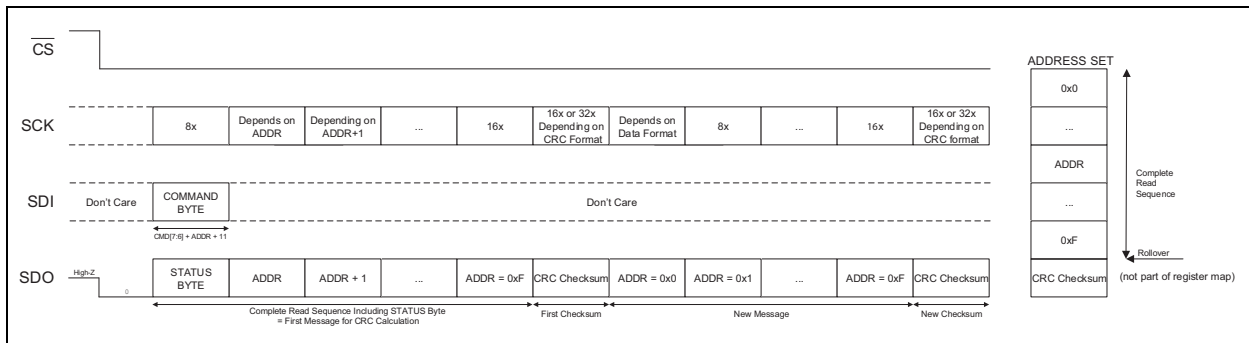 CS
ADDRESS SET
0x0
SCK
8x
Depends on
ADDR
Depending on
ADDR+1
...
16x
16x or 32x
Depending on
CRC Format
Depends on
Data Format
8x
...
16x
16x or 32x
Depending on
CRC format
...
ADDR
Complete
Read
Sequence
SDI
Don't Care
COMMAND
BYTE
Don't Care
...
CMD[7:6] + ADDR + 11
0xF
Rollover
SDO
High-Z
0
STATUS
BYTE
ADDR
ADDR + 1
...
ADDR = 0xF
CRC Checksum
ADDR = 0x0
ADDR = 0x1
...
ADDR = 0xF
CRC Checksum
CRC Checksum
(not part of register map)
Complete Read Sequence Including STATUS Byte
= First Message for CRC Calculation
First Checksum
New Message
New Checksum